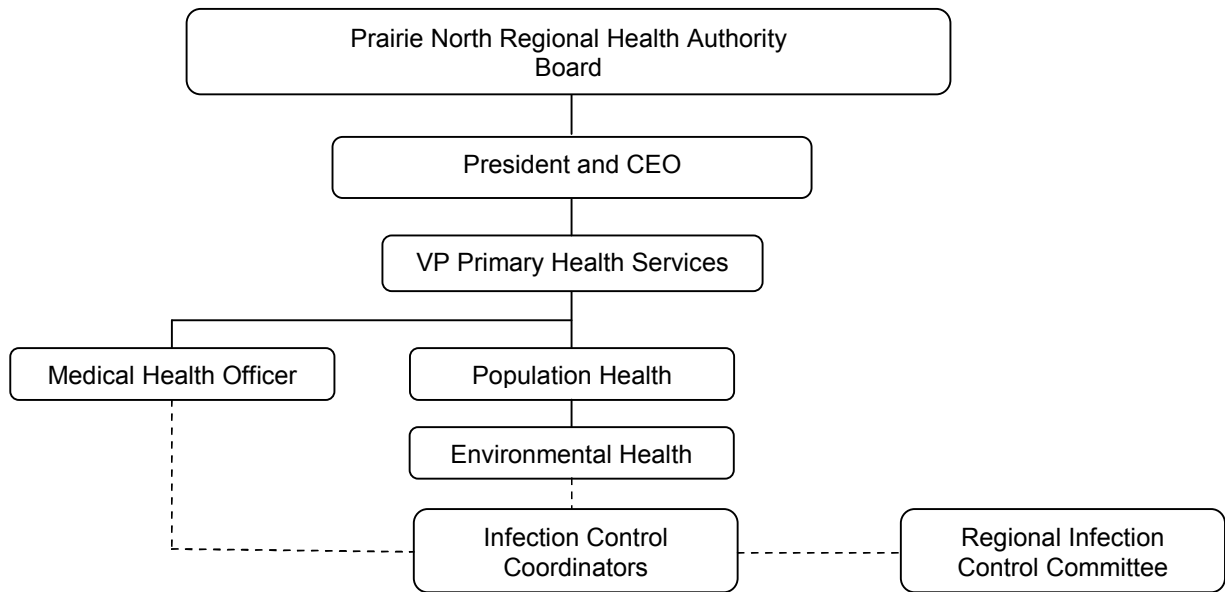 Prairie North Regional Health Authority
Board
President and CEO
VP Primary Health Services
Medical Health Officer
Population Health
Environmental Health
Infection Control
Coordinators
Regional Infection
Control Committee